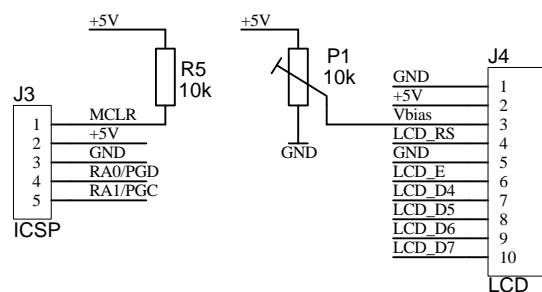 +5V
R5
10k
J3
1 MCLR
2 +5V
3 GND
4 RA0/PGD
5 RA1/PGC
ICSP
+5V
P1
10k
GND
J4
GND 1
+5V 2
Vbias 3
LCD_RS 4
GND 5
LCD_E 6
LCD_D4 7
LCD_D5 8
LCD_D6 9
LCD_D7 10
LCD